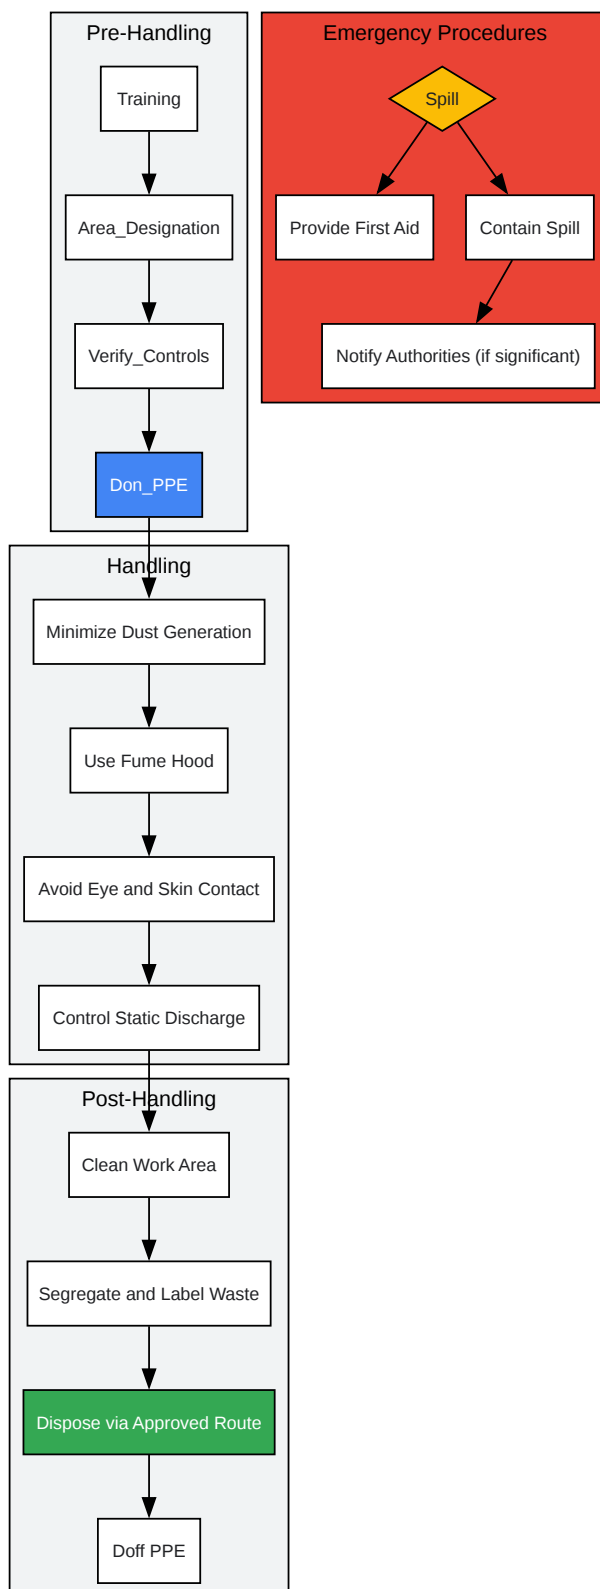 Pre-Handling
Training
Area_Designation
Verify_Controls
Don_PPE
Emergency Procedures
Spill
Provide First Aid
Contain Spill
Notify Authorities (if significant)
Handling
Minimize Dust Generation
Use Fume Hood
Avoid Eye and Skin Contact
Control Static Discharge
Post-Handling
Clean Work Area
Segregate and Label Waste
Dispose via Approved Route
Doff PPE